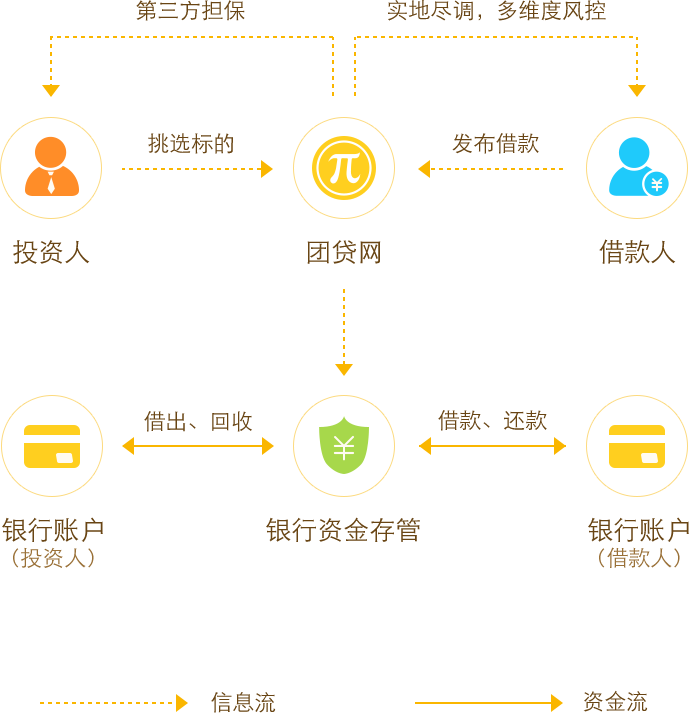 第三方担保
实地尽调，多维度风控
挑选标的
发布借款
投资人
团贷网
借款人
借出、回收
借款、还款
¥
¥
银行账户
（投资人）
银行资金存管
银行账户
（借款人）
信息流
资金流